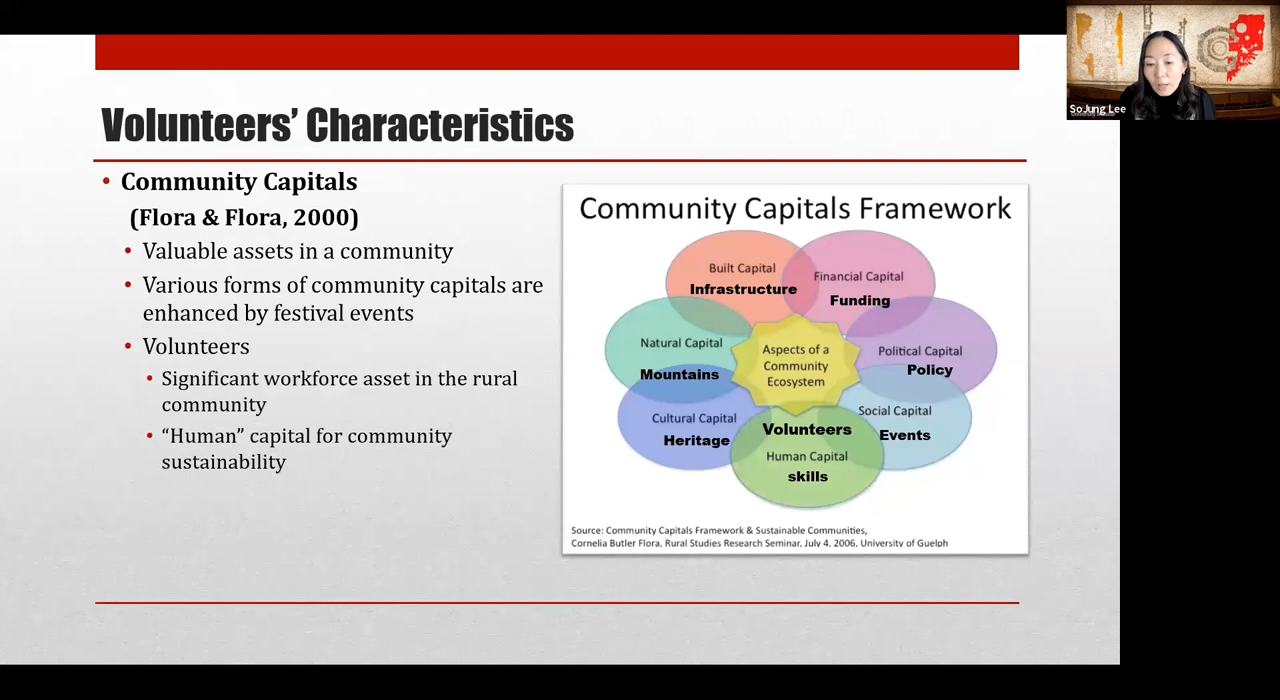 Volunteers’ Characteristics
• Community Capitals
(Flora & Flora, 2000)
• Valuable assets in a community
• Various forms of community capitals are
enhanced by festival events
• Volunteers
• Significant workforce asset in the rural
community
• “Human” capital for community
sustainability
Community Capitals Framework
Built Capital
Infrastructure
Financial Capital
Funding
Natural Capital
Mountains
Aspects of a
Community
Ecosystem
Political Capital
Policy
Cultural Capital
Heritage
Social Capital
Events
Volunteers
Human Capital
skills
Source: Community Capitals Framework & Sustainable Communities,
Cornelia Butler Flora, Rural Studies Research Seminar, July 4, 2006, University of Guelph
SoJung Lee